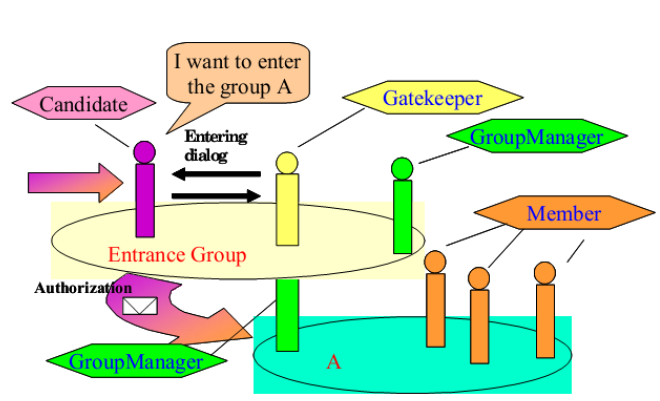 I want to enter
the group A
Candidate
Gatekeeper
Entering
dialog
GroupManager
Member
Entrance Group
Authorization
GroupManager
A